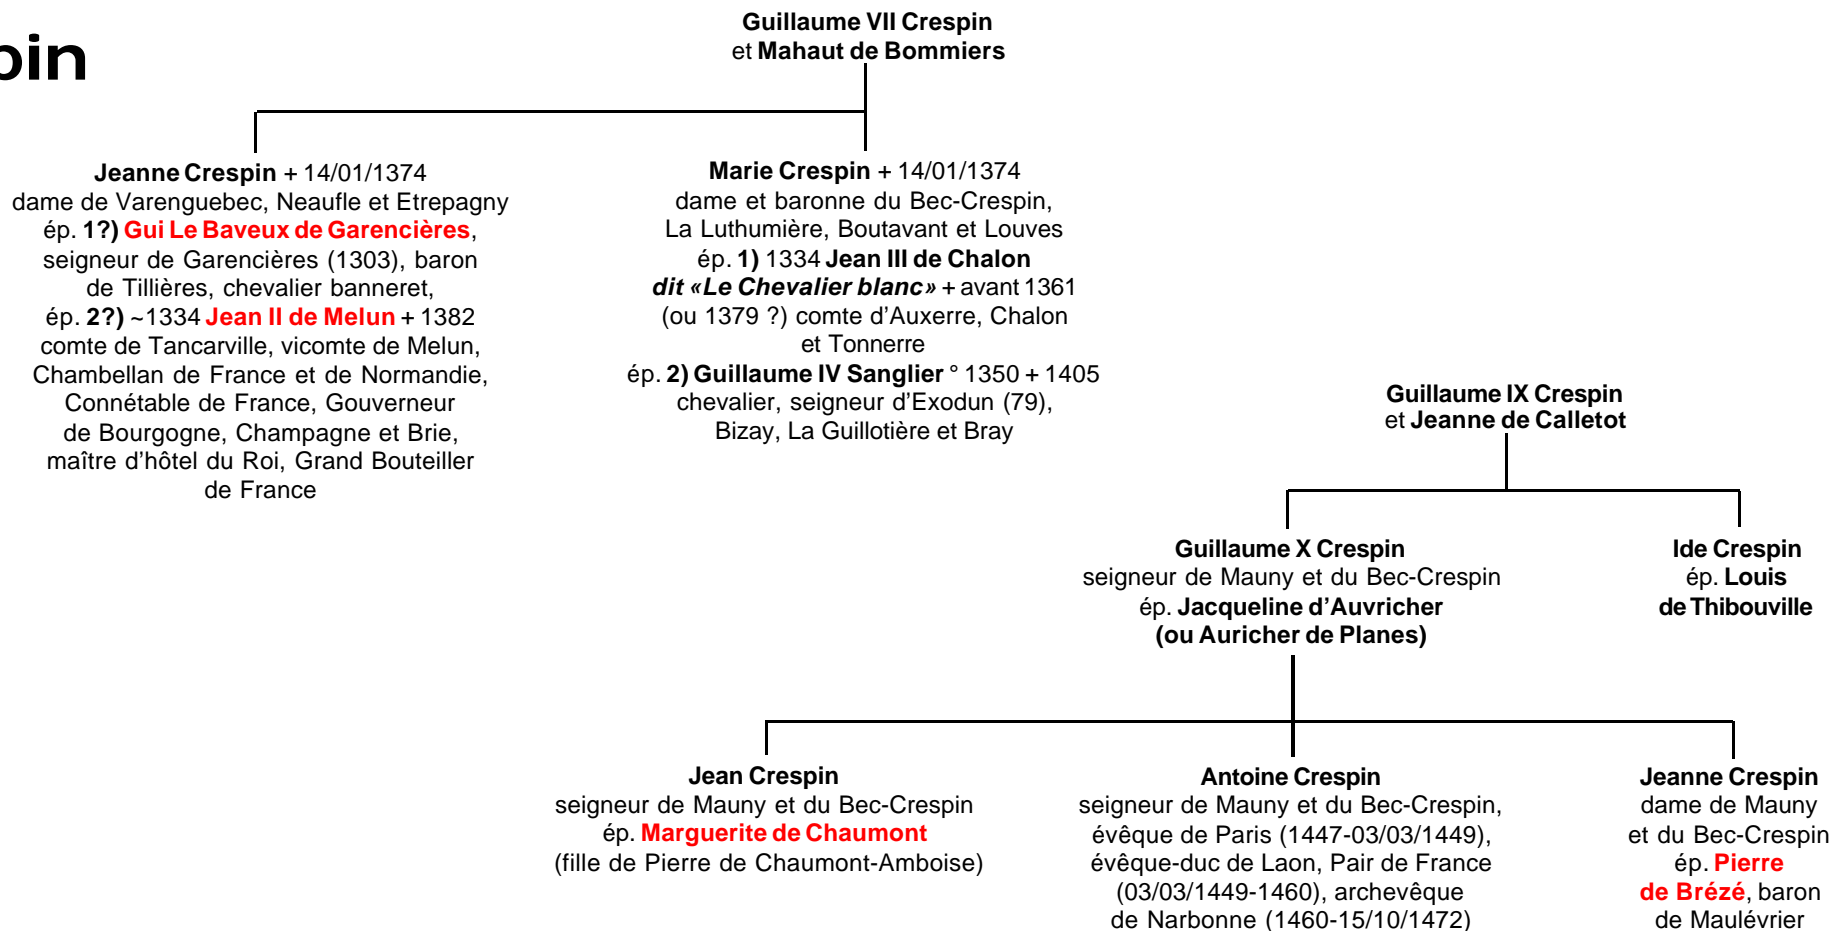 pin
Guillaume VII Crespin
et Mahaut de Bommiers
Jeanne Crespin + 14/01/1374
dame de Varenguebec, Neaufle et Etrepagny
ép. 1?) Gui Le Baveux de Garencières,
seigneur de Garencières (1303), baron
de Tillières, chevalier banneret,
ép. 2?) ~1334 Jean II de Melun + 1382
comte de Tancarville, vicomte de Melun,
Chambellan de France et de Normandie,
Connétable de France, Gouverneur
de Bourgogne, Champagne et Brie,
maître d'hôtel du Roi, Grand Bouteiller
de France
Marie Crespin + 14/01/1374
dame et baronne du Bec-Crespin,
La Luthumière, Boutavant et Louves
ép. 1) 1334 Jean III de Chalon
dit «Le Chevalier blanc» + avant 1361
(ou 1379 ?) comte d'Auxerre, Chalon
et Tonnerre
ép. 2) Guillaume IV Sanglier ° 1350 + 1405
chevalier, seigneur d'Exodun (79),
Bizay, La Guillotière et Bray
Guillaume IX Crespin
et Jeanne de Calletot
Guillaume X Crespin
seigneur de Mauny et du Bec-Crespin
ép. Jacqueline d'Auvricher
(ou Auricher de Planes)
Ide Crespin
ép. Louis
de Thibouville
Jean Crespin
seigneur de Mauny et du Bec-Crespin
ép. Marguerite de Chaumont
(fille de Pierre de Chaumont-Amboise)
Antoine Crespin
seigneur de Mauny et du Bec-Crespin,
évêque de Paris (1447-03/03/1449),
évêque-duc de Laon, Pair de France
(03/03/1449-1460), archevêque
de Narbonne (1460-15/10/1472)
Jeanne Crespin
dame de Mauny
et du Bec-Crespin
ép. Pierre
de Brézé, baron
de Maulévrier